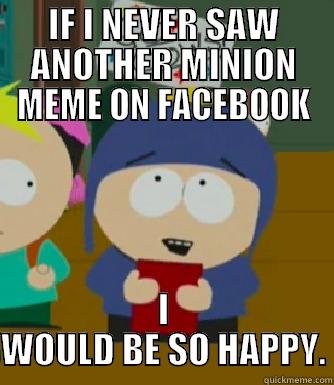 IF I NEVER SAW
ANOTHER MINION
MEME ON FACEBOOK
I
WOULD BE SO HAPPY.
quickmeme.com